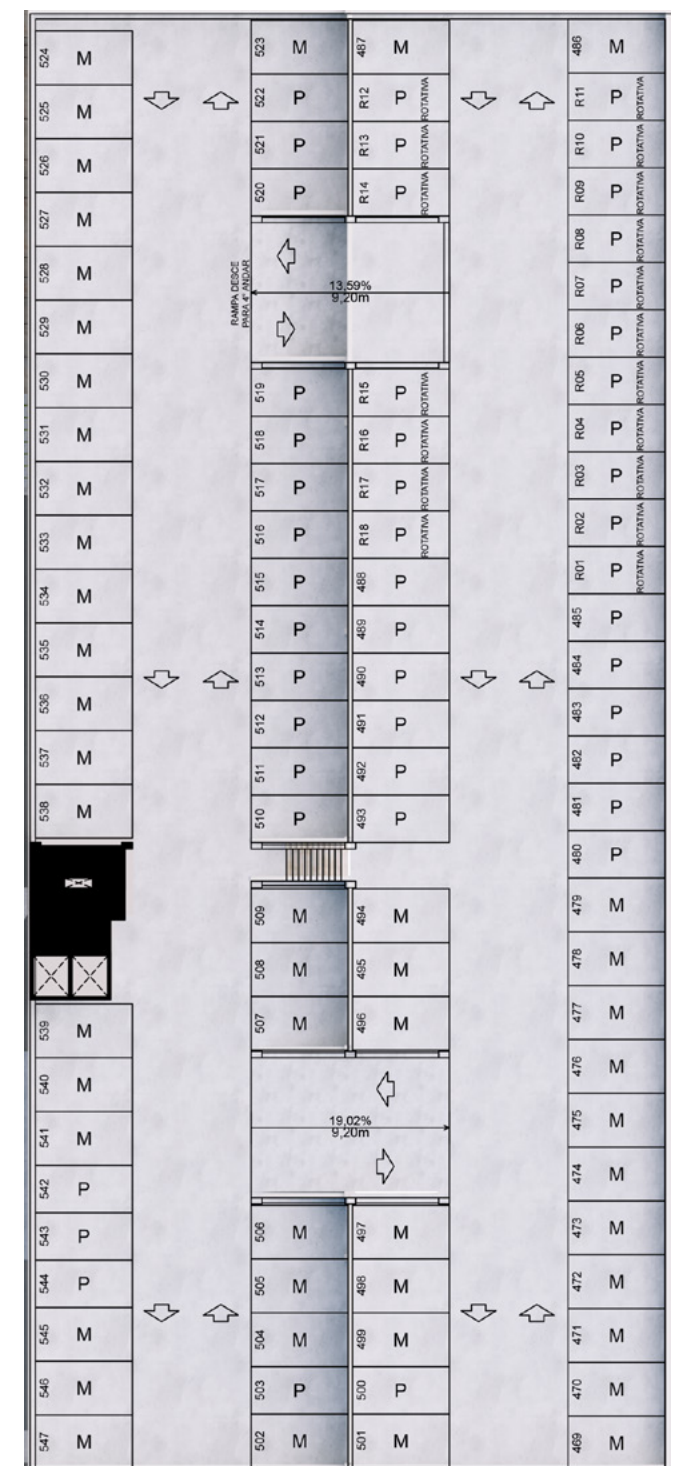 524 M
525 M
526 M
527 M
528 M
529 M
530 M
531 M
532 M
533 M
534 M
535 M
536 M
537 M
538 M
539 M
540 M
541 M
542 P
543 P
544 P
545 M
546 M
547 M
523 M
522 P
521 P
520 P
RAMPA DESCE
PARA 4º ANDAR
13,59%
9,20m
519 P
518 P
517 P
516 P
515 P
514 P
513 P
512 P
511 P
510 P
509 M
508 M
507 M
19,02%
9,20m
506 M
505 M
504 M
503 P
502 M
487 M
R12 P ROTATIVA
R13 P ROTATIVA
R14 P ROTATIVA
R15 P ROTATIVA
R16 P ROTATIVA
R17 P ROTATIVA
R18 P ROTATIVA
488 P
489 P
490 P
491 P
492 P
493 P
494 M
495 M
496 M
497 M
498 M
499 M
500 P
501 M
486 M
R11 P ROTATIVA
R10 P ROTATIVA
R09 P ROTATIVA
R08 P ROTATIVA
R07 P ROTATIVA
R06 P ROTATIVA
R05 P ROTATIVA
R04 P ROTATIVA
R03 P ROTATIVA
R02 P ROTATIVA
R01 P ROTATIVA
485 P
484 P
483 P
482 P
481 P
480 P
479 M
478 M
477 M
476 M
475 M
474 M
473 M
472 M
471 M
470 M
469 M